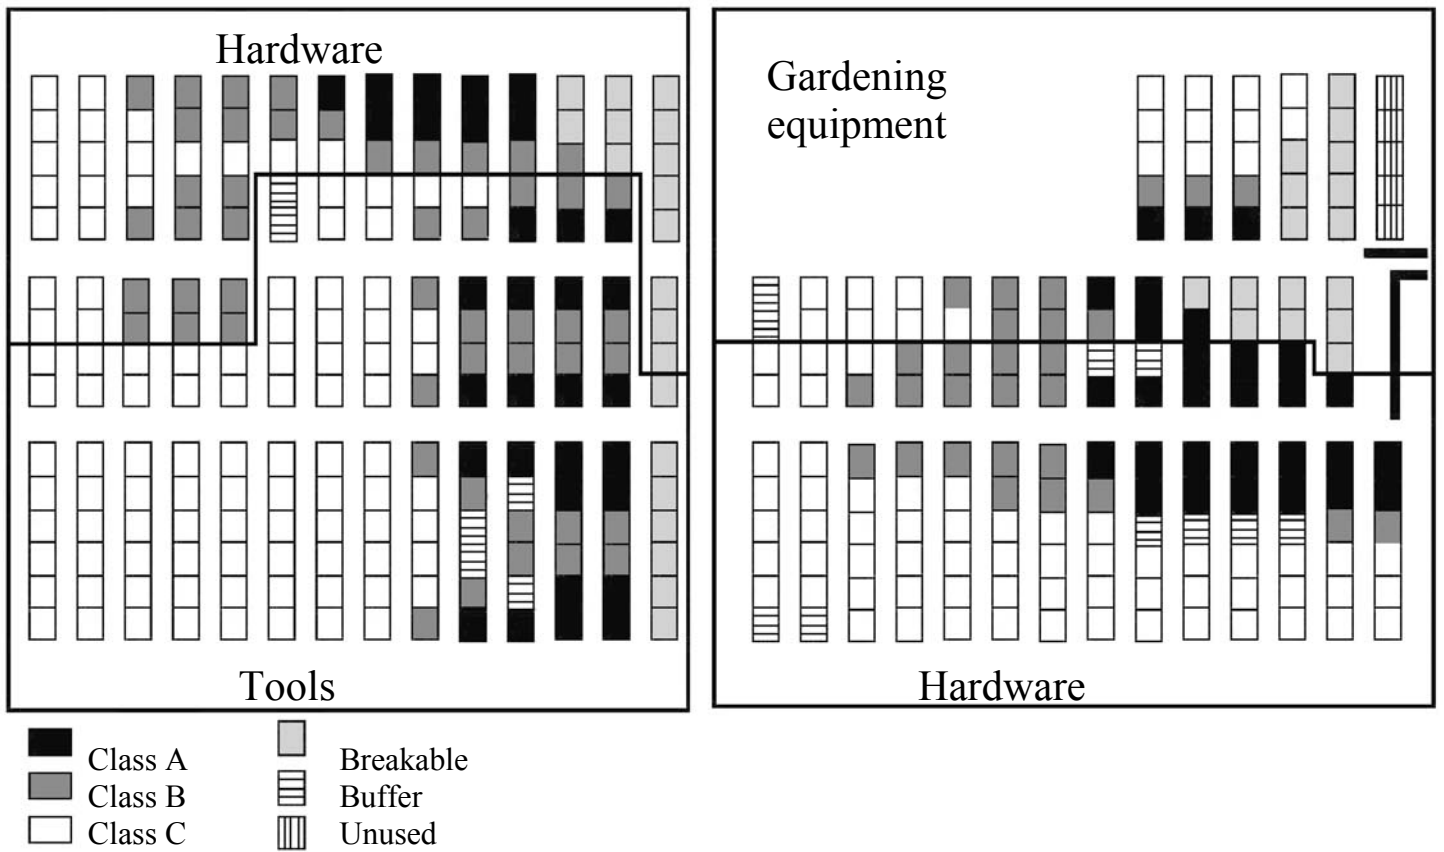 Hardware
Gardening
equipment
Tools
Hardware
Class A
Breakable
Class B
Buffer
Class C
Unused